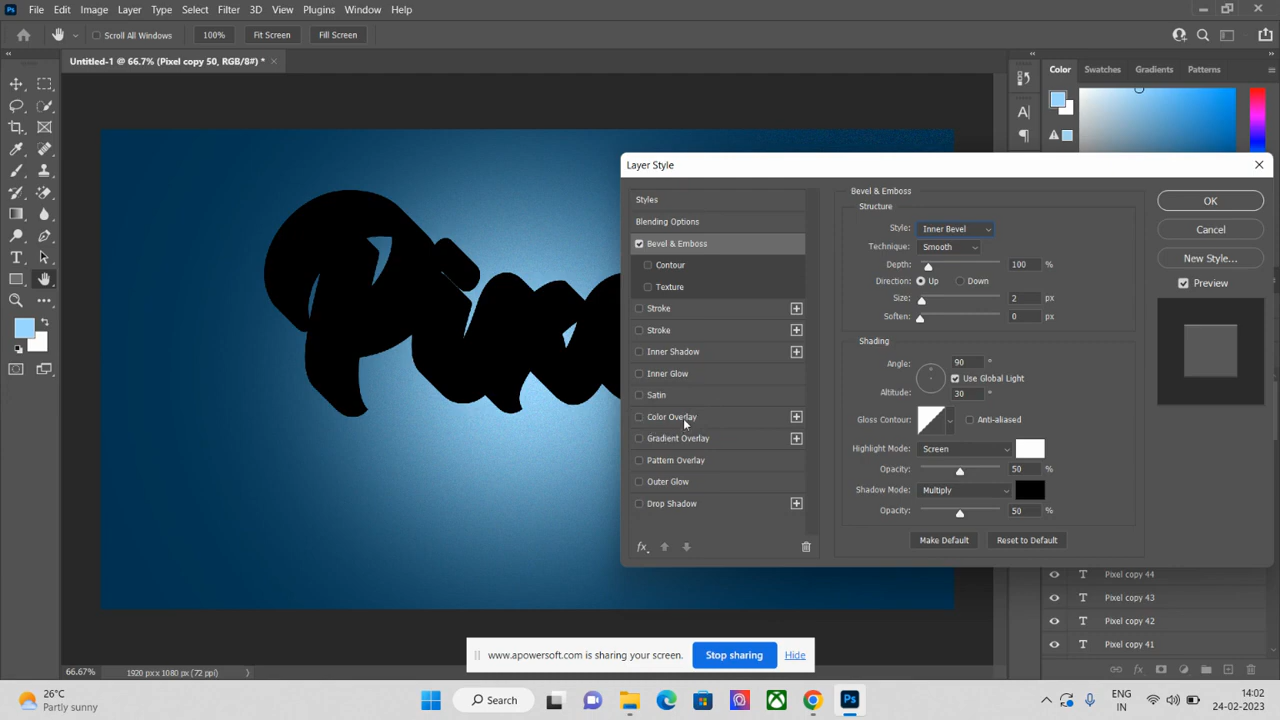 Ps File Edit Image Layer Type Select Filter 3D View Plugins Window Help
Scroll All Windows 100% Fit Screen Fill Screen
Untitled-1 @ 66.7% (Pixel copy 50, RGB/8#) * ×
Color Swatches Gradients Patterns
Pixel
Layer Style
Styles
Blending Options
Bevel & Emboss
Contour
Texture
Stroke
Stroke
Inner Shadow
Inner Glow
Satin
Color Overlay
Gradient Overlay
Pattern Overlay
Outer Glow
Drop Shadow
fx
Bevel & Emboss
Structure
Style: Inner Bevel
Technique: Smooth
Depth: 100 %
Direction: Up Down
Size: 2 px
Soften: 0 px
Shading
Angle: 90 °
Use Global Light
Altitude: 30 °
Gloss Contour: Anti-aliased
Highlight Mode: Screen
Opacity: 50 %
Shadow Mode: Multiply
Opacity: 50 %
Make Default Reset to Default
OK
Cancel
New Style...
Preview
Pixel copy 44
Pixel copy 43
Pixel copy 42
Pixel copy 41
66.67% 1920 px x 1080 px (72 ppi)
www.apowersoft.com is sharing your screen. Stop sharing Hide
26°C
Partly sunny
Search
Ps
ENG
IN
14:02
24-02-2023